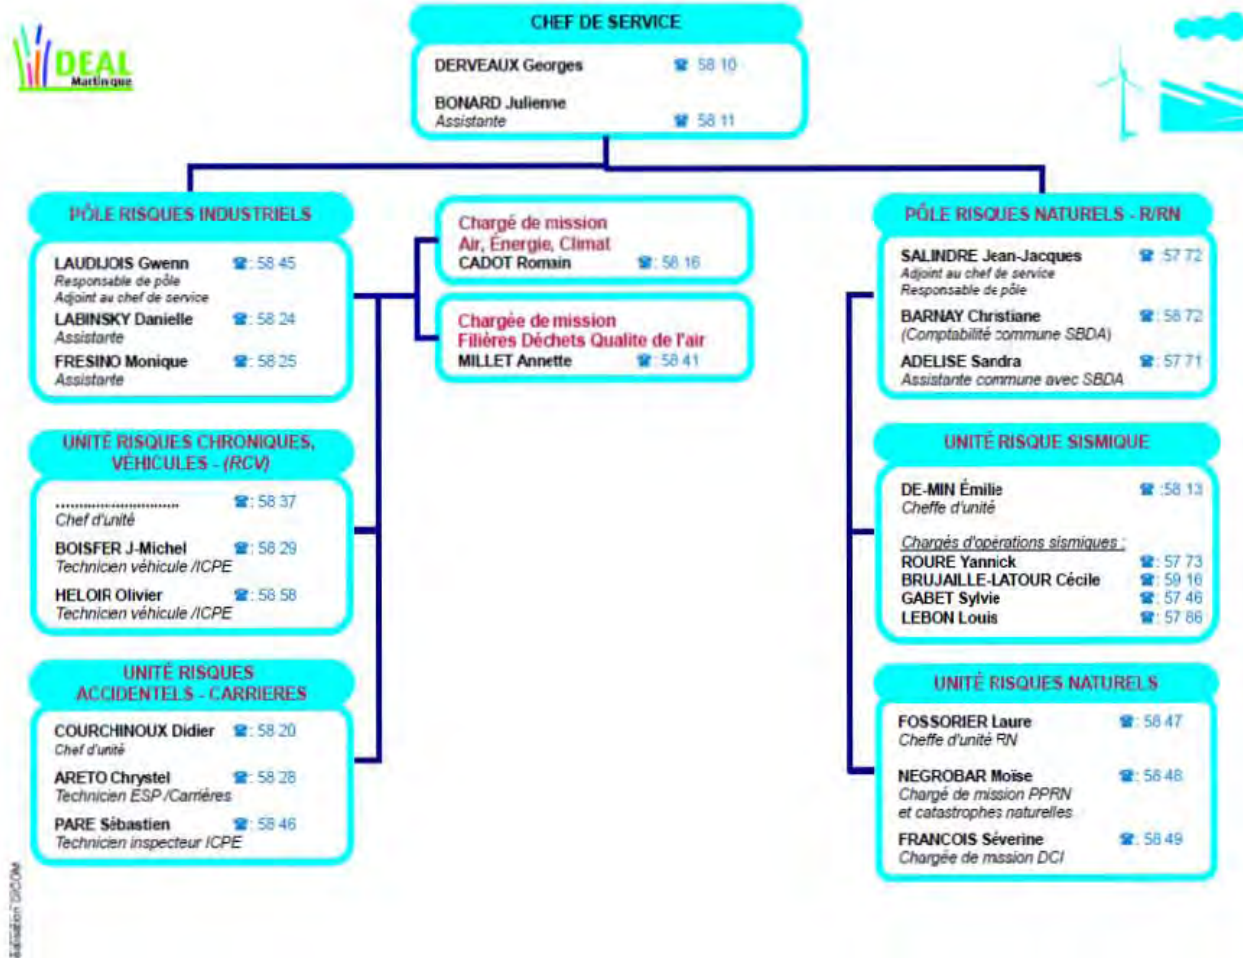 DEAL
Martinique
CHEF DE SERVICE
DERVEAUX Georges ☎ 58 10
BONARD Julienne
Assistante ☎ 58 11
PÔLE RISQUES INDUSTRIELS
LAUDIJOIS Gwenn ☎: 58 45
Responsable de pôle
Adjoint au chef de service
LABINSKY Danielle ☎: 58 24
Assistante
FRESINO Monique ☎: 58 25
Assistante
Chargé de mission
Air, Énergie, Climat
CADOT Romain ☎: 58 16
Chargée de mission
Filières Déchets Qualite de l'air
MILLET Annette ☎: 58 41
PÔLE RISQUES NATURELS - R/RN
SALINDRE Jean-Jacques ☎: 57 72
Adjoint au chef de service
Responsable de pôle
BARNAY Christiane ☎: 58 72
(Comptabilité commune SBDA)
ADELISE Sandra ☎: 57 71
Assistante commune avec SBDA
UNITÉ RISQUES CHRONIQUES,
VÉHICULES - (RCV)
............................ ☎: 58 37
Chef d'unité
BOISFER J-Michel ☎: 58 29
Technicien véhicule /ICPE
HELOIR Olivier ☎: 58 58
Technicien véhicule /ICPE
UNITÉ RISQUE SISMIQUE
DE-MIN Émilie ☎ :58 13
Cheffe d'unité
Chargés d'opérations sismiques :
ROURE Yannick ☎: 57 73
BRUJAILLE-LATOUR Cécile ☎: 59 16
GABET Sylvie ☎: 57 46
LEBON Louis ☎: 57 86
UNITÉ RISQUES
ACCIDENTELS - CARRIERES
COURCHINOUX Didier ☎: 58 20
Chef d'unité
ARETO Chrystel ☎: 58 28
Technicien ESP /Carrières
PARE Sébastien ☎: 58 46
Technicien inspecteur ICPE
UNITÉ RISQUES NATURELS
FOSSORIER Laure ☎: 58 47
Cheffe d'unité RN
NEGROBAR Moïse ☎: 58 48
Chargé de mission PPRN
et catastrophes naturelles
FRANCOIS Séverine ☎: 58 49
Chargée de mission DCI